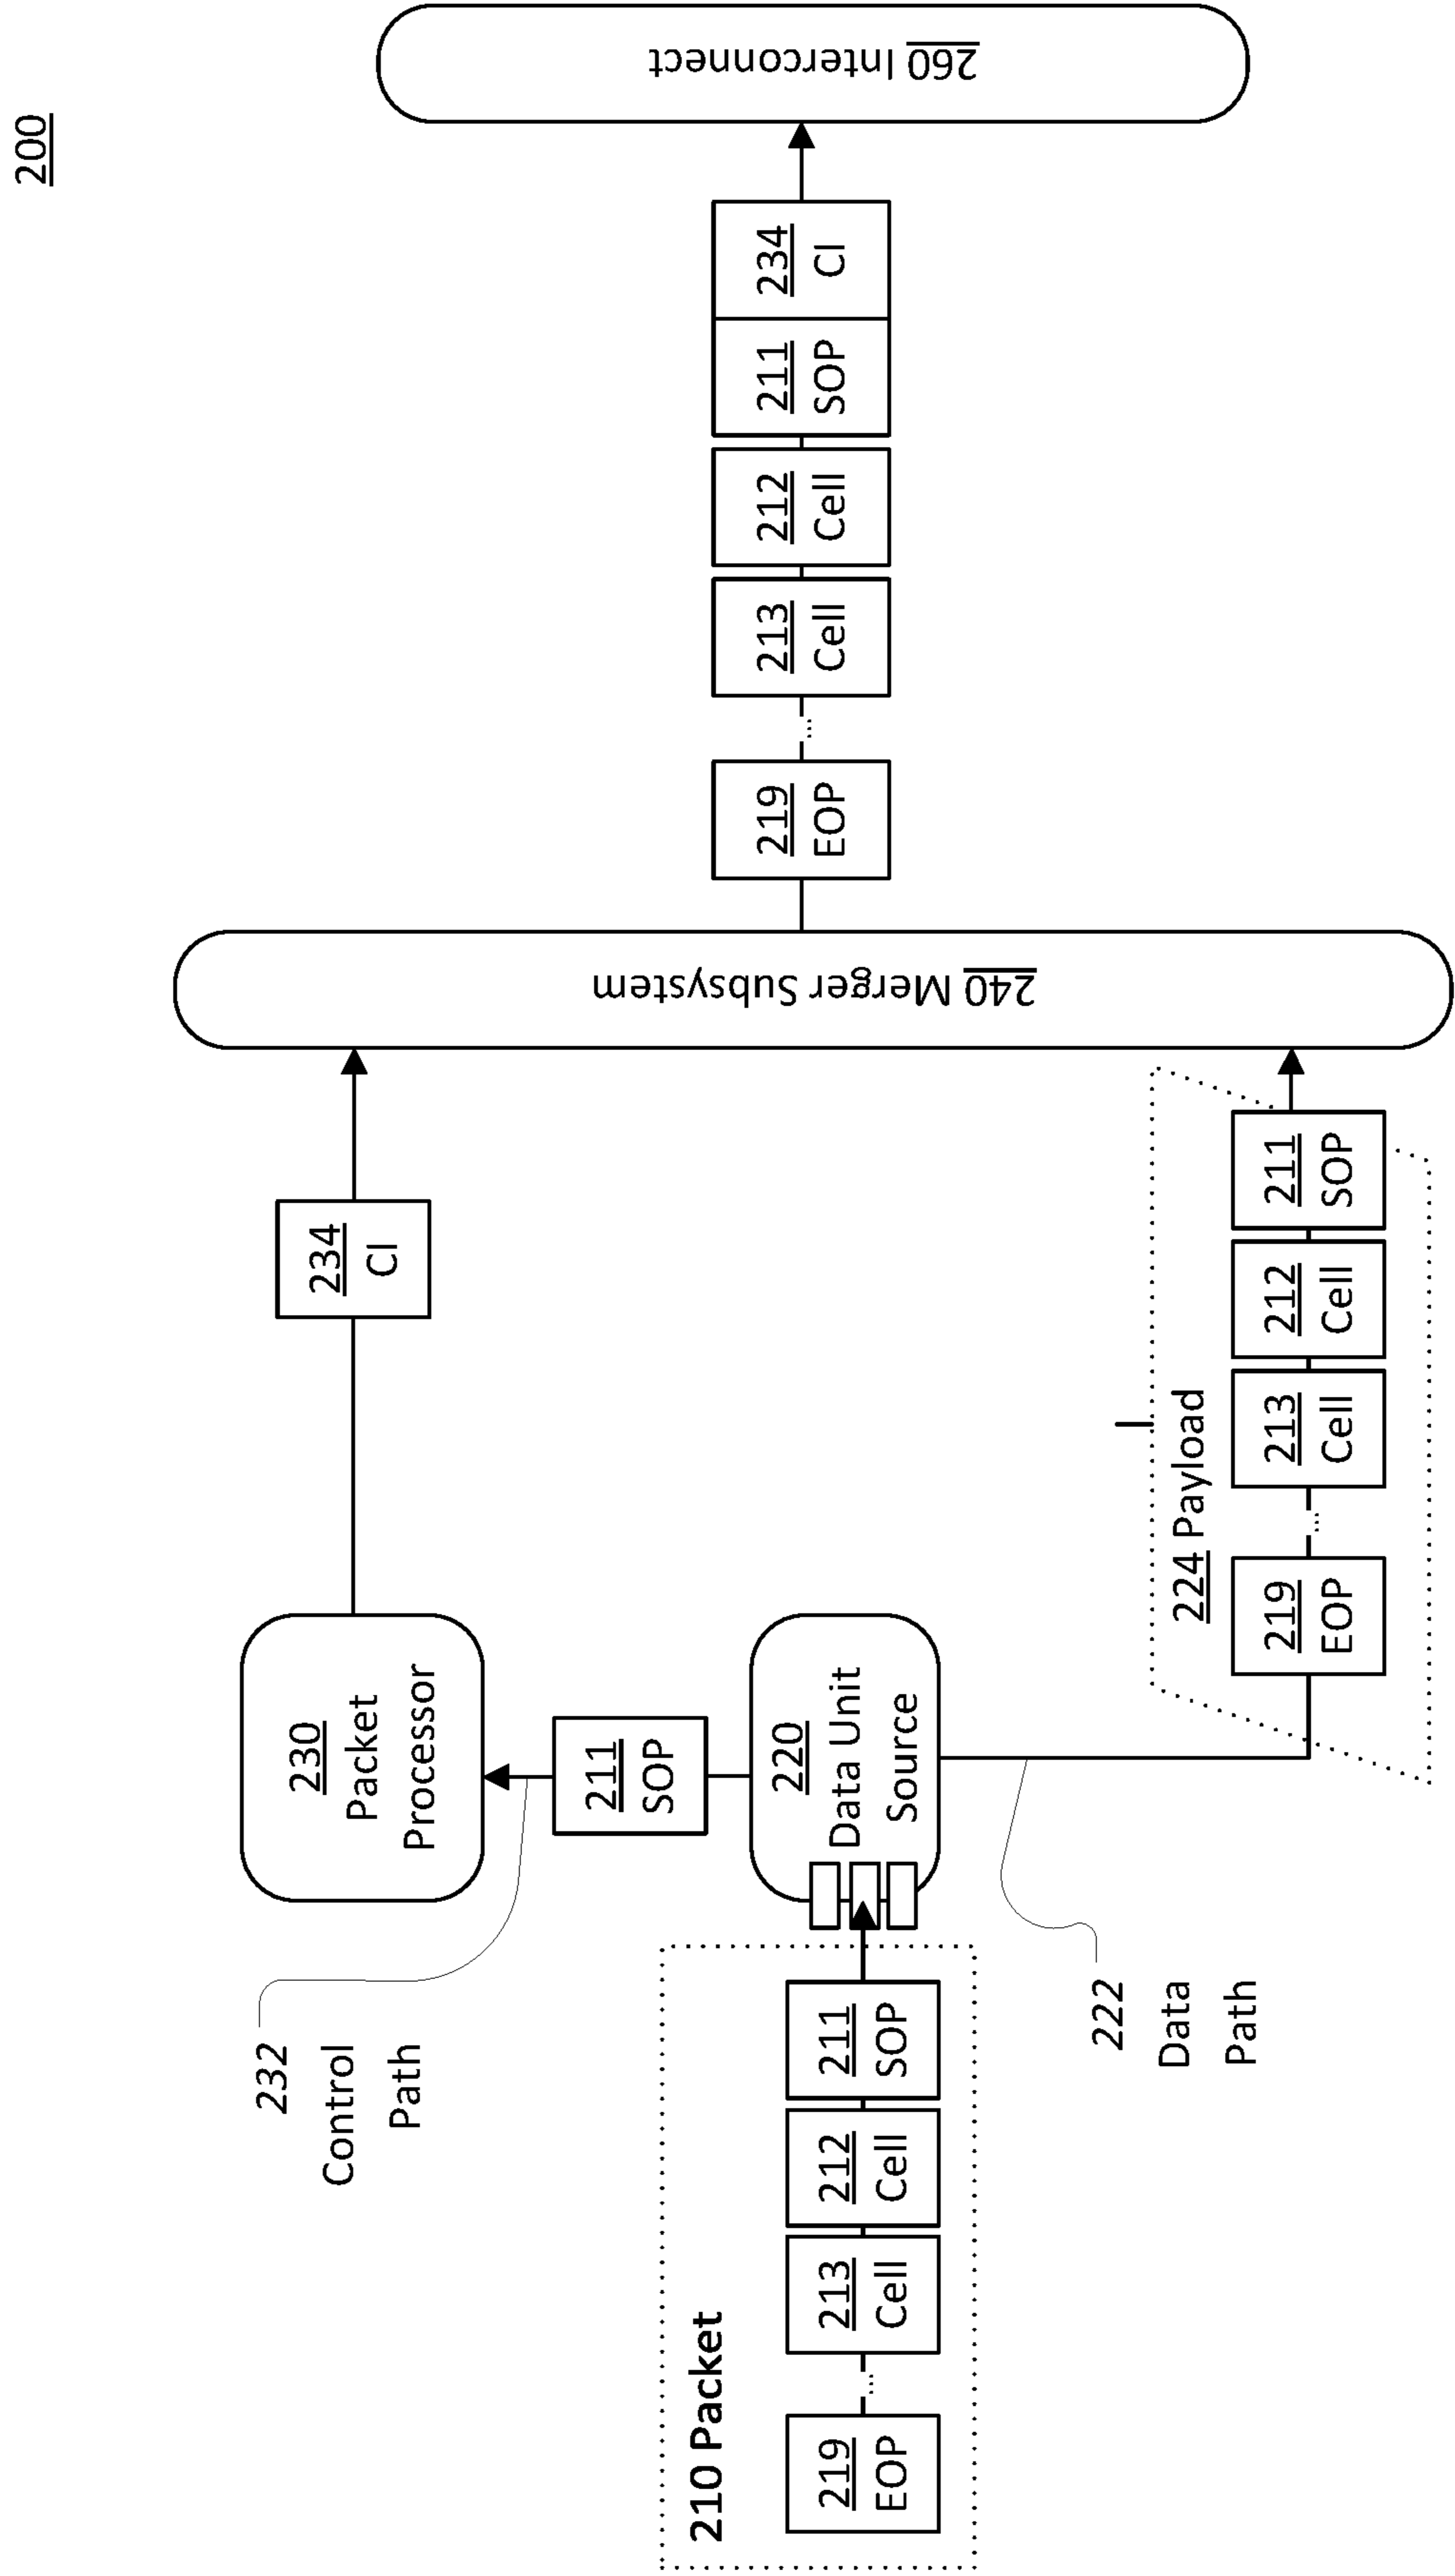 200
232
Control
Path
230
Packet
Processor
234
CI
211
SOP
210 Packet
219
EOP
...
213
Cell
212
Cell
211
SOP
220
Data Unit
Source
222
Data
Path
224 Payload
219
EOP
...
213
Cell
212
Cell
211
SOP
240 Merger Subsystem
219
EOP
...
213
Cell
212
Cell
211
SOP
234
CI
260 Interconnect